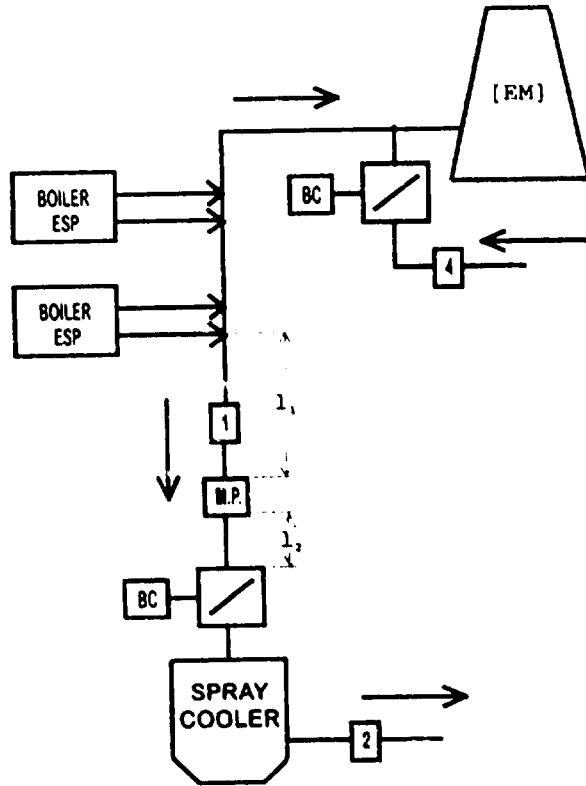 [EM]
BOILER
ESP
BC
4
BOILER
ESP
1
l₁
M.P.
l₂
BC
SPRAY
COOLER
2